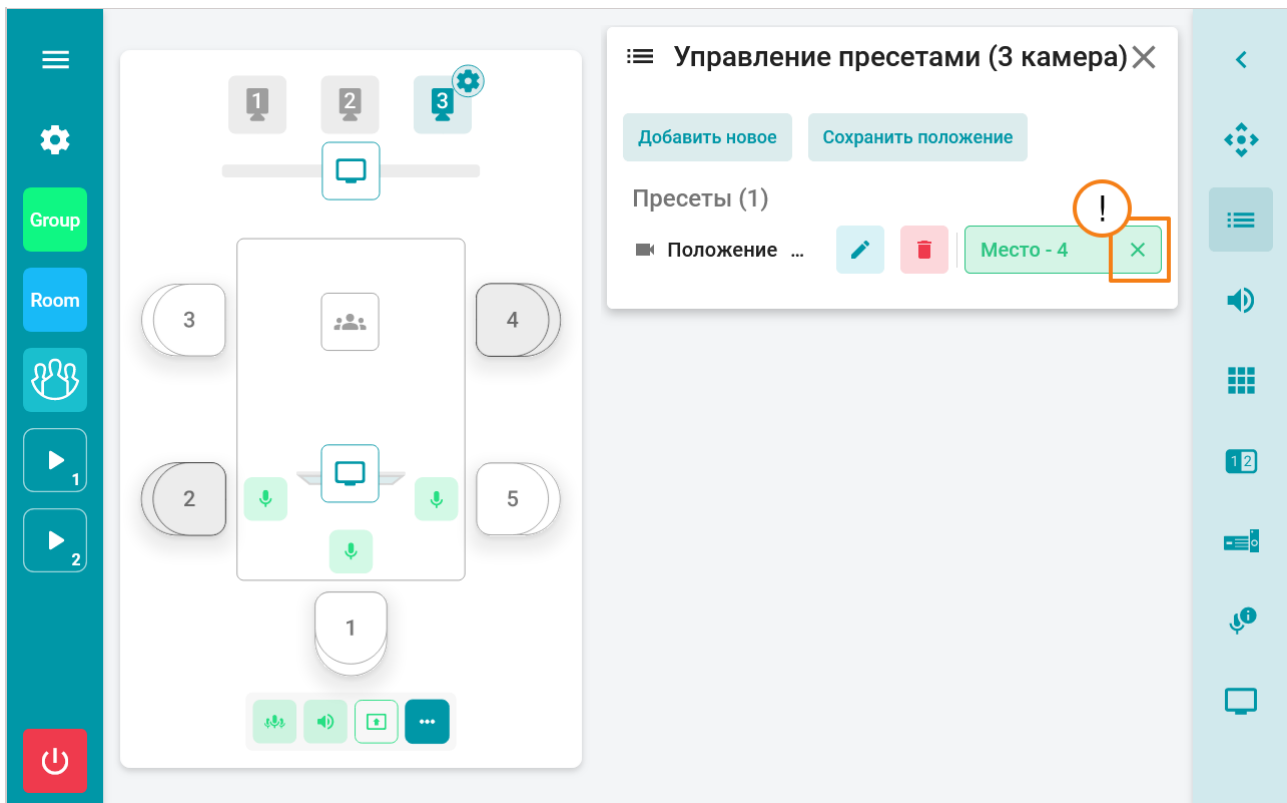 Group
Room
1
2
1
2
3
3
4
2
5
1
Управление пресетами (3 камера)
Добавить новое
Сохранить положение
Пресеты (1)
Положение ...
Место - 4
!
1 2
i